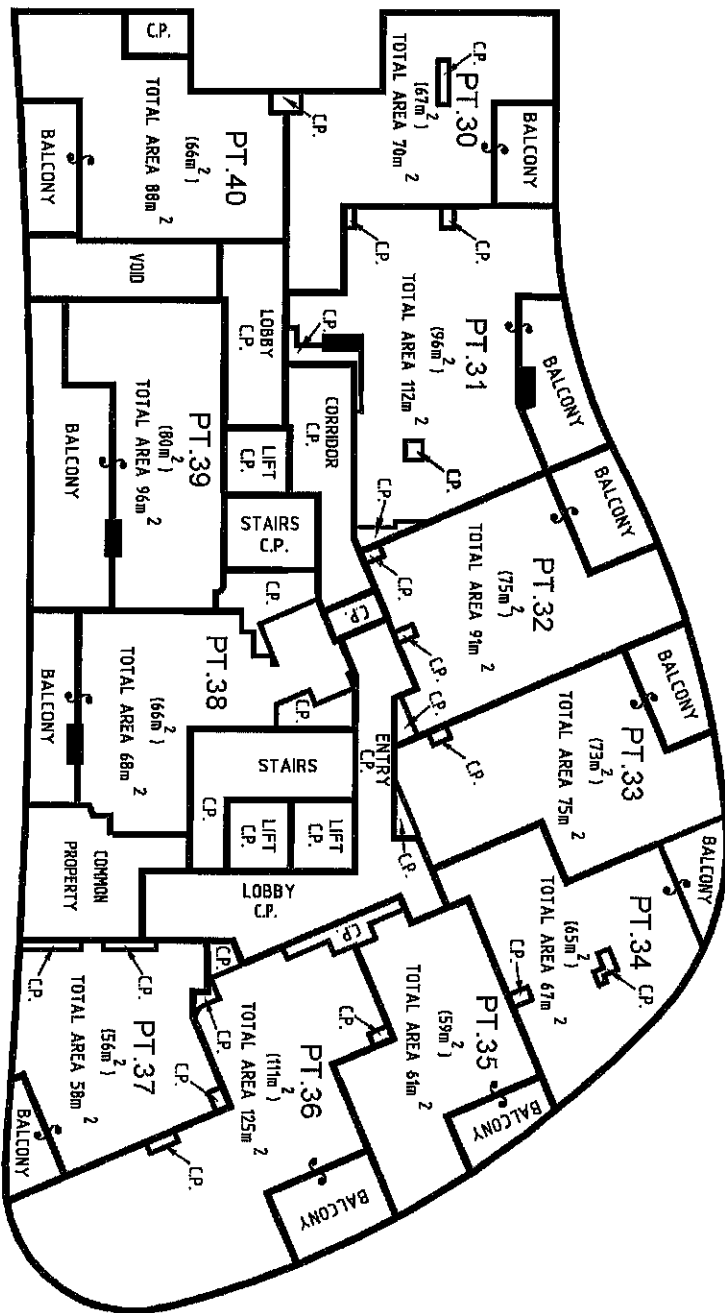 C.P.
TOTAL AREA 88m²
(66m²)
PT.40
BALCONY
C.P.
PT.30
(67m²)
TOTAL AREA 70m²
C.P.
BALCONY
VOID
LOBBY
C.P.
C.P.
C.P.
PT.31
(96m²)
TOTAL AREA 112m²
C.P.
C.P.
BALCONY
PT.39
(80m²)
TOTAL AREA 96m²
BALCONY
CORRIDOR
C.P.
LIFT
C.P.
STAIRS
C.P.
C.P.
BALCONY
PT.32
(75m²)
TOTAL AREA 91m²
C.P.
C.P.
C.P.
C.P.
C.P.
PT.38
(66m²)
TOTAL AREA 68m²
BALCONY
C.P.
BALCONY
PT.33
(73m²)
TOTAL AREA 75m²
C.P.
ENTRY
C.P.
C.P.
STAIRS
C.P.
LIFT
C.P.
LIFT
C.P.
COMMON
PROPERTY
LOBBY
C.P.
BALCONY
PT.34
(65m²)
TOTAL AREA 67m²
C.P.
C.P.
C.P.
PT.35
(59m²)
TOTAL AREA 61m²
BALCONY
C.P.
C.P.
PT.36
(111m²)
TOTAL AREA 125m²
BALCONY
C.P.
C.P.
C.P.
C.P.
PT.37
(56m²)
TOTAL AREA 58m²
C.P.
C.P.
BALCONY